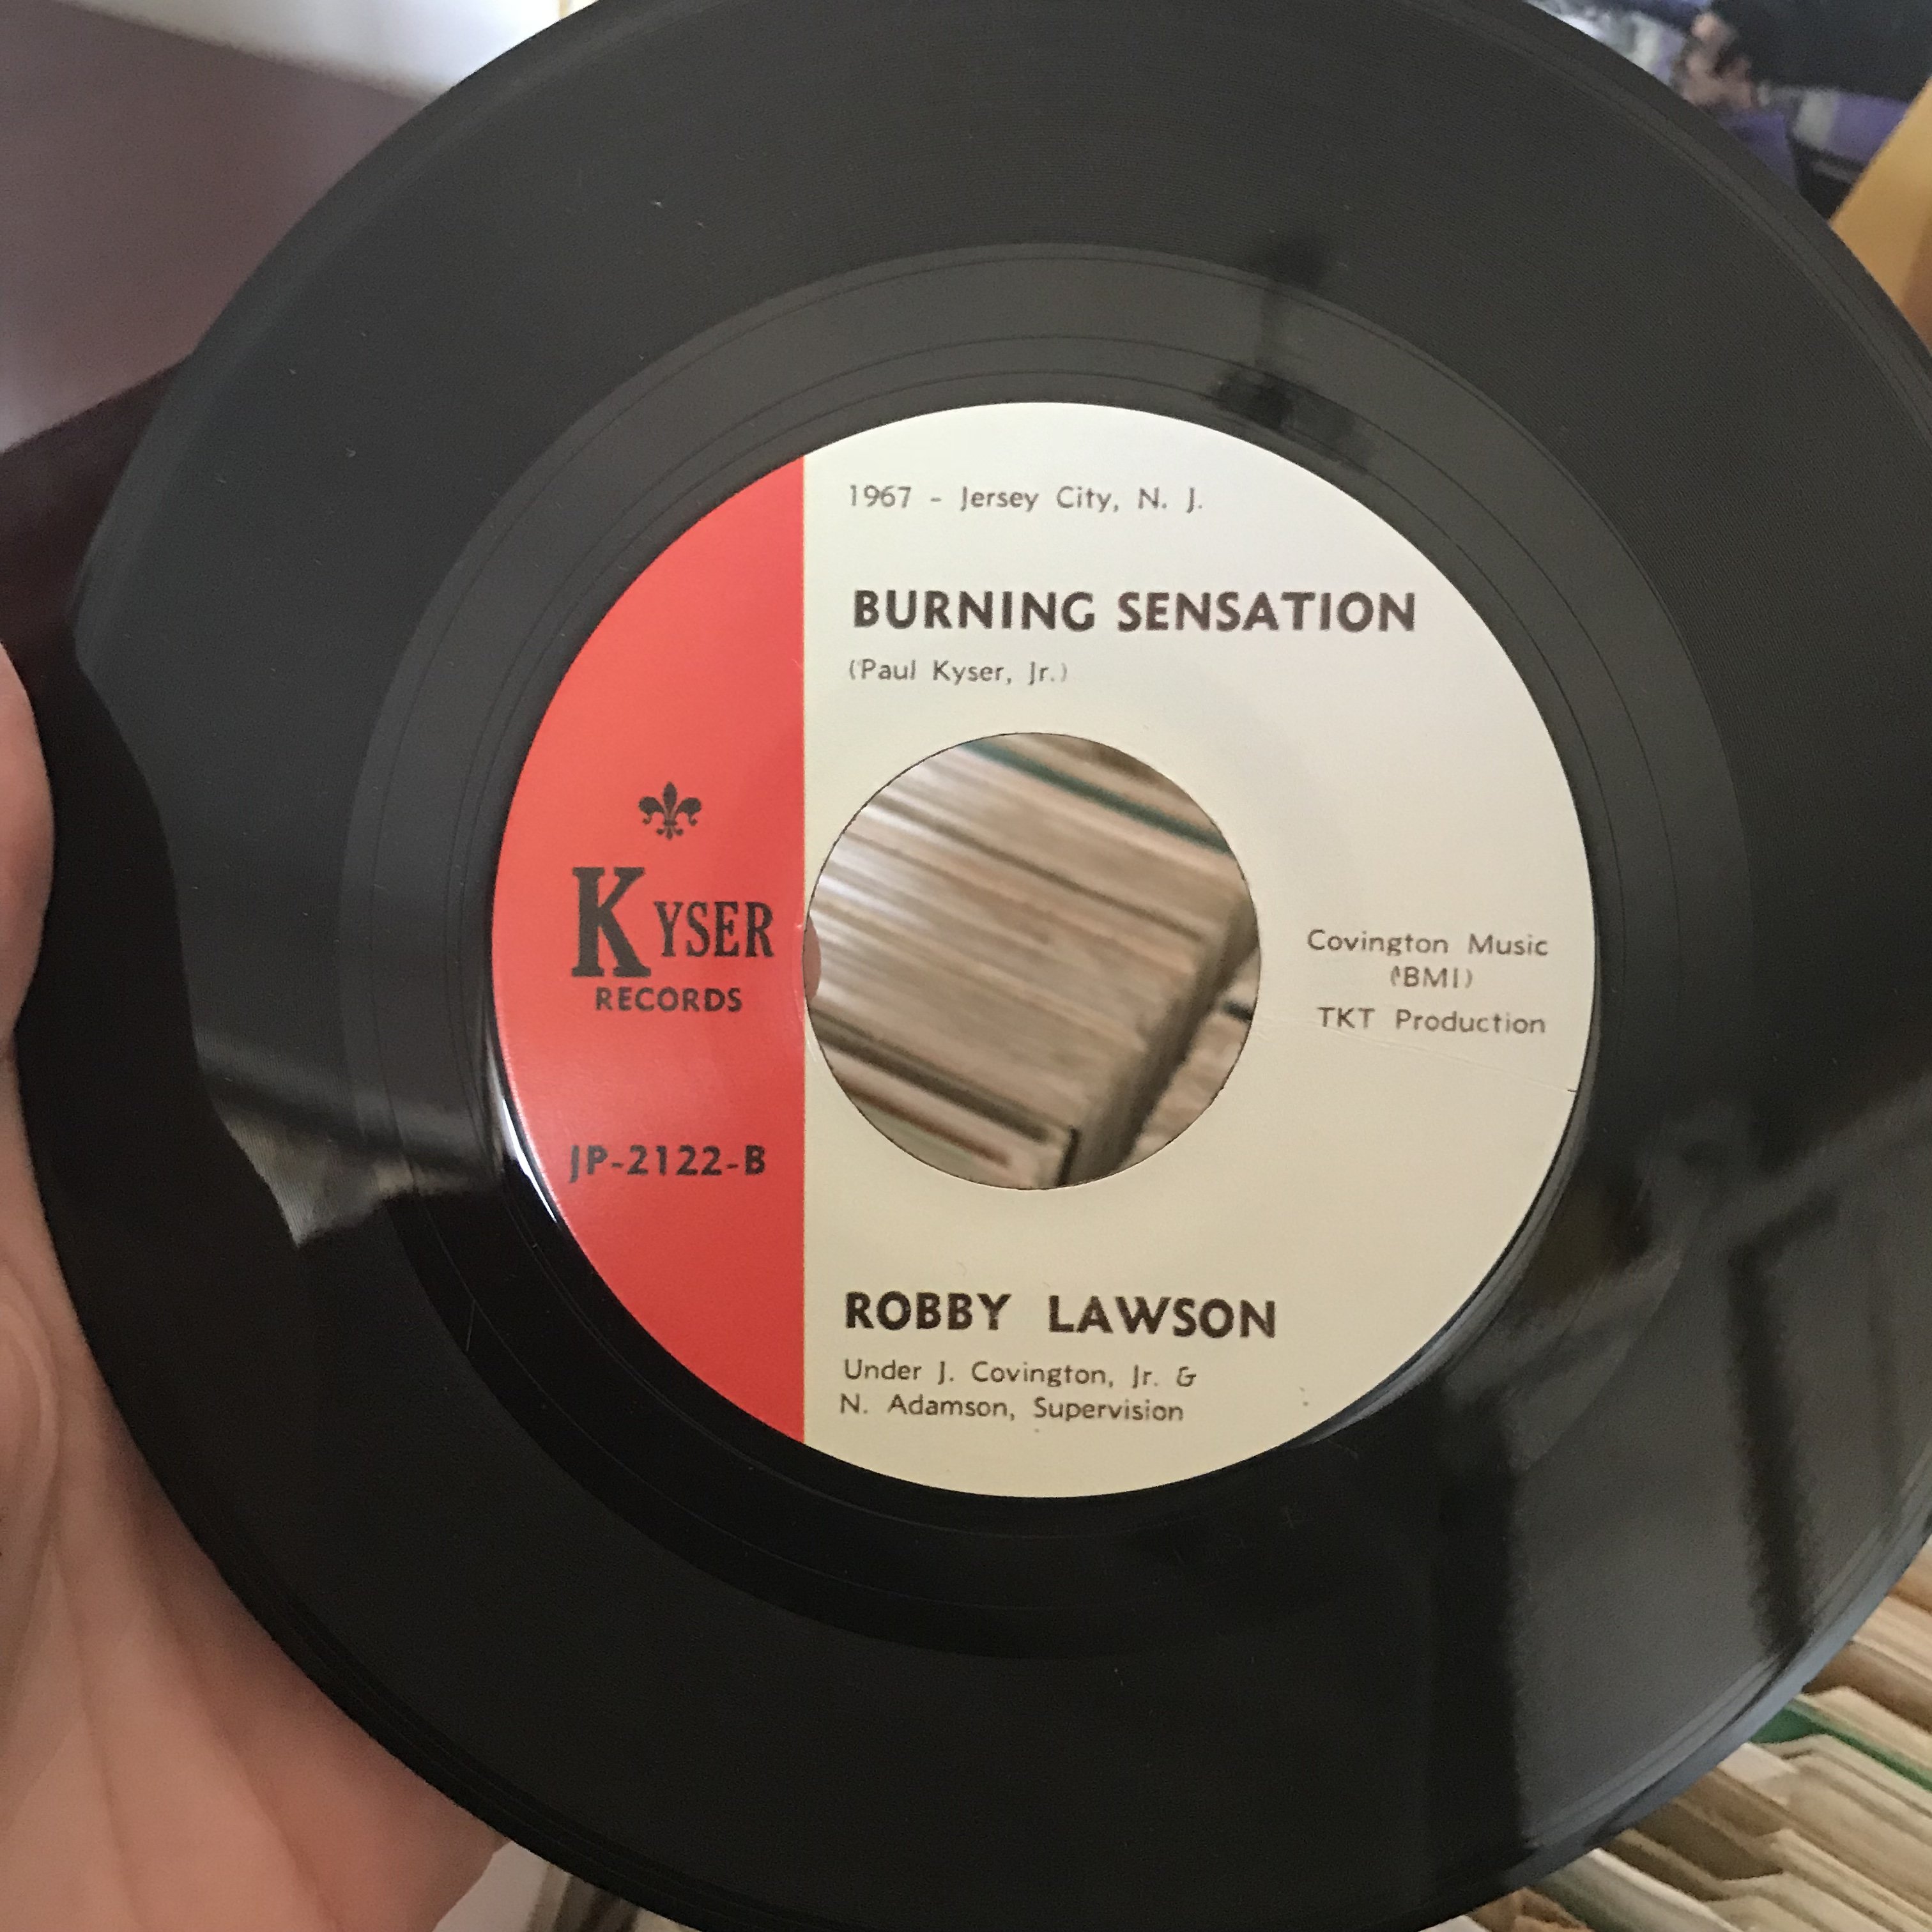 1967 - Jersey City, N. J.
BURNING SENSATION
(Paul Kyser, Jr.)
KYSER
RECORDS
Covington Music
(BMI)
TKT Production
JP-2122-B
ROBBY LAWSON
Under J. Covington, Jr. &
N. Adamson, Supervision